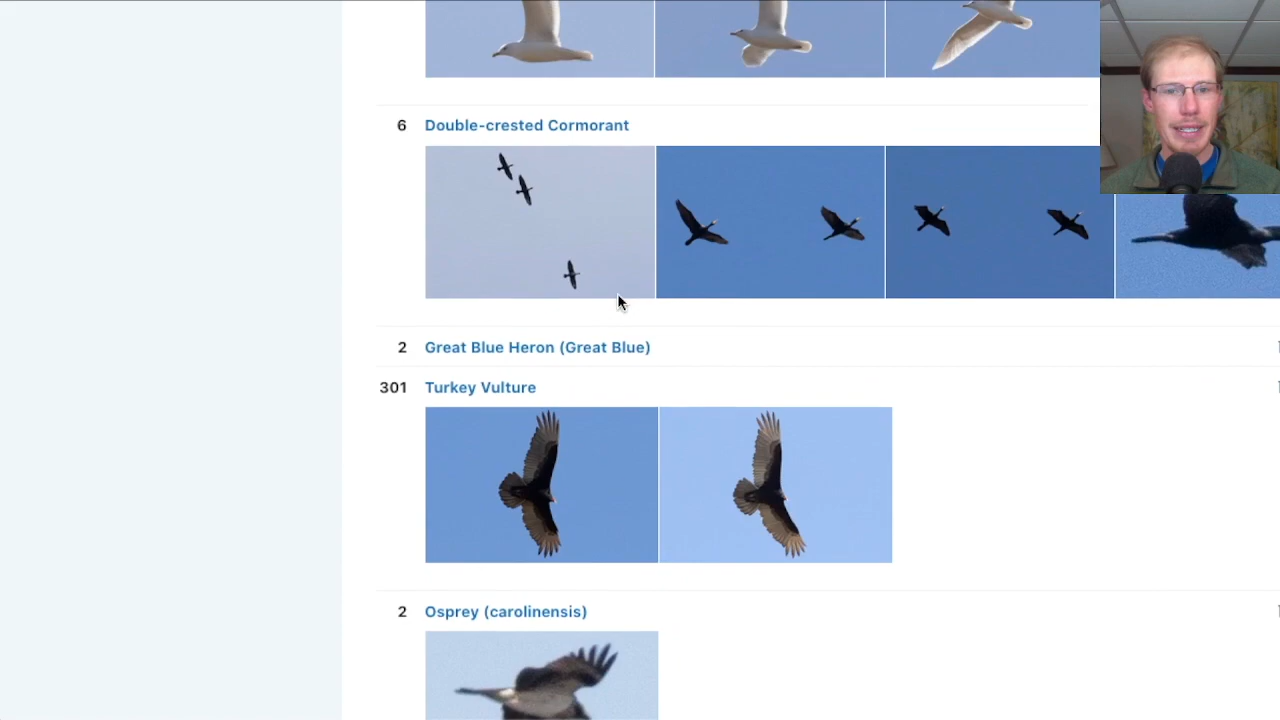 6 Double-crested Cormorant
2 Great Blue Heron (Great Blue)
301 Turkey Vulture
2 Osprey (carolinensis)